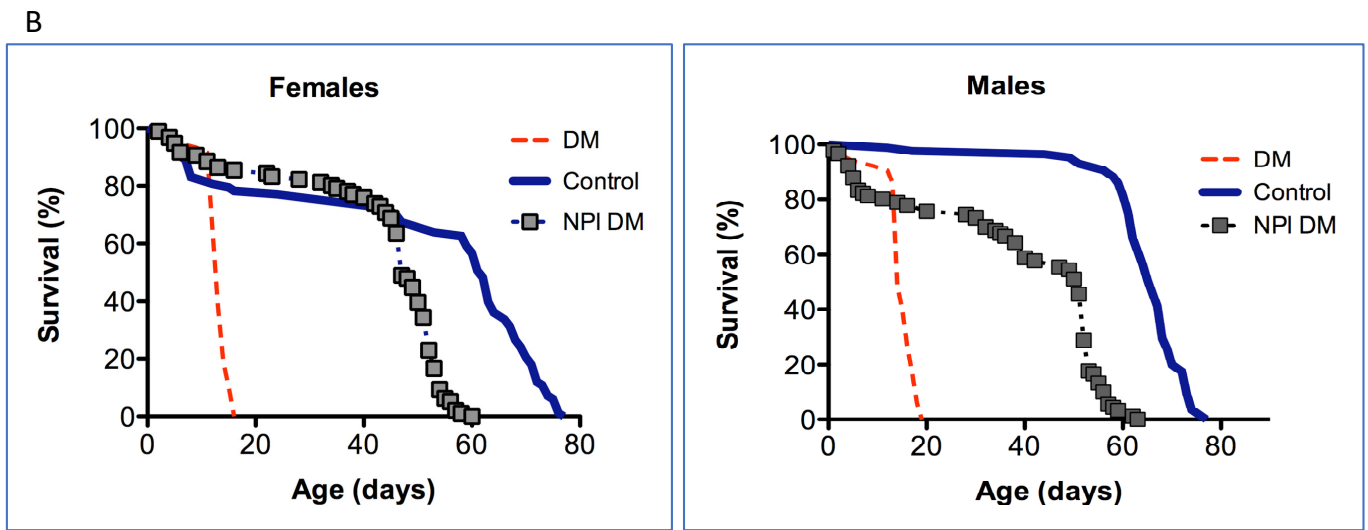 B
Females
100
80
60
40
20
0
0 20 40 60 80
Survival (%)
Age (days)
DM
Control
NPI DM
Males
100
80
60
40
20
0
0 20 40 60 80
Survival (%)
Age (days)
DM
Control
NPI DM